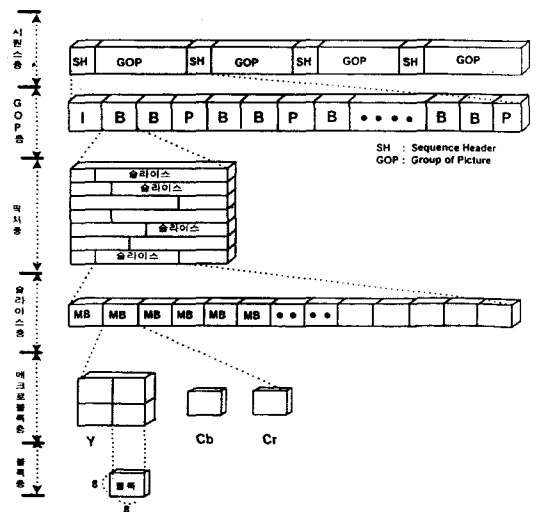 시퀀스층
SH GOP SH GOP SH GOP SH GOP
GOP층
I B B P B B P B • • • • B B P
SH : Sequence Header
GOP : Group of Picture
픽쳐층
슬라이스
슬라이스
슬라이스
슬라이스
슬라이스층
MB MB MB MB MB MB • • • •
매크로블록층
Y Cb Cr
블록층
8 블록
8